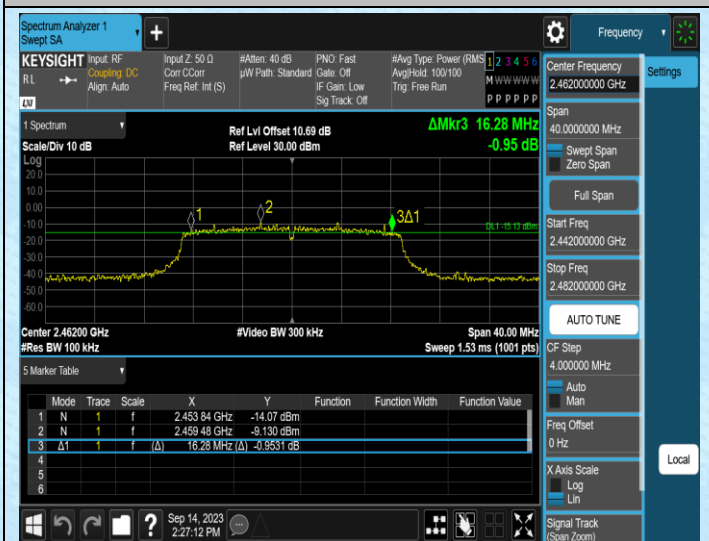 Spectrum Analyzer 1
Swept SA
Frequency
KEYSIGHT
RL
LXI
Input: RF
Coupling: DC
Align: Auto
Input Z: 50 Ω
Corr CCorr
Freq Ref: Int (S)
#Atten: 40 dB
µW Path: Standard
PNO: Fast
Gate: Off
IF Gain: Low
Sig Track: Off
#Avg Type: Power (RMS
Avg|Hold: 100/100
Trig: Free Run
1 2 3 4 5 6
M W W W W W
P P P P P P
Center Frequency
2.462000000 GHz
Settings
Span
40.0000000 MHz
Swept Span
Zero Span
Full Span
Start Freq
2.442000000 GHz
Stop Freq
2.482000000 GHz
AUTO TUNE
CF Step
4.000000 MHz
Auto
Man
Freq Offset
0 Hz
X Axis Scale
Log
Lin
Signal Track
(Span Zoom)
Local
1 Spectrum
Scale/Div 10 dB
Ref Lvl Offset 10.69 dB
Ref Level 30.00 dBm
ΔMkr3 16.28 MHz
-0.95 dB
Log
20.0
10.0
0.00
-10.0
-20.0
-30.0
-40.0
-50.0
-60.0
1
2
3Δ1
DL1 -15.13 dBm
Center 2.46200 GHz
#Video BW 300 kHz
Span 40.00 MHz
#Res BW 100 kHz
Sweep 1.53 ms (1001 pts)
5 Marker Table
Mode Trace Scale X Y Function Function Width Function Value
1 N 1 f 2.453 84 GHz -14.07 dBm
2 N 1 f 2.459 48 GHz -9.130 dBm
3 Δ1 1 f (Δ) 16.28 MHz (Δ) -0.9531 dB
4
5
6
?
Sep 14, 2023
2:27:12 PM